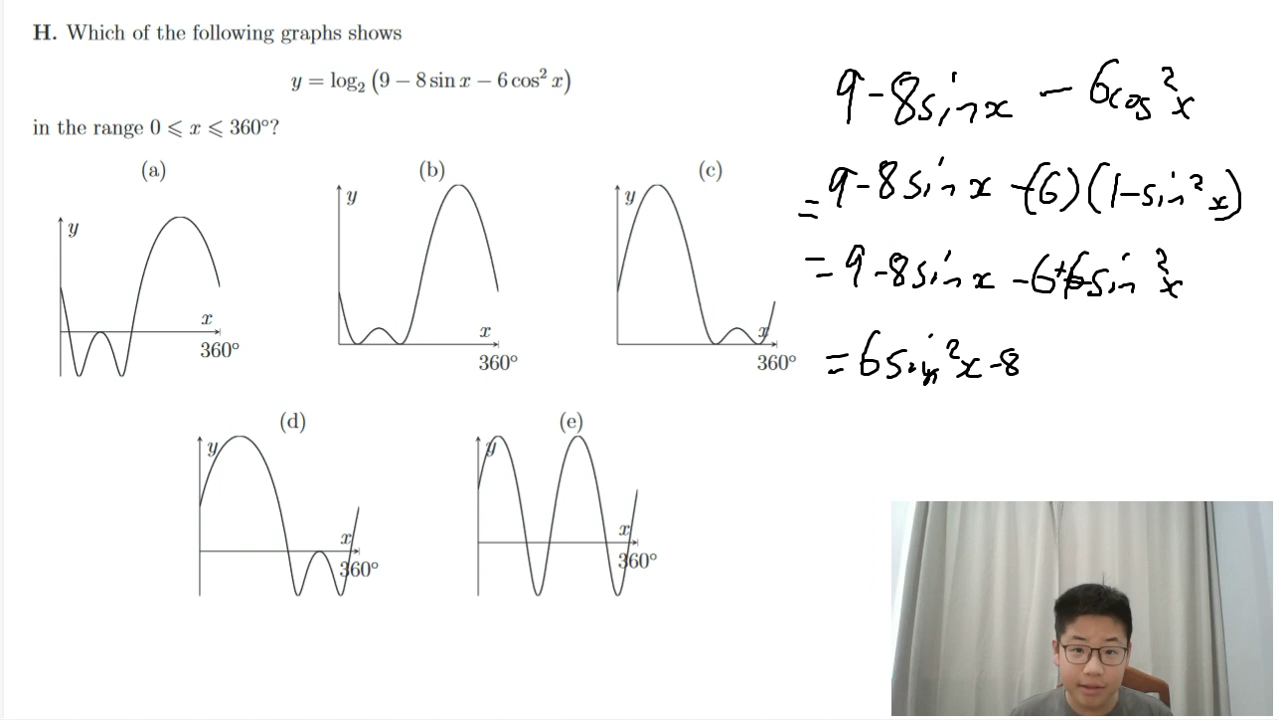 H. Which of the following graphs shows
y = log₂ (9 − 8 sin x − 6 cos² x)
in the range 0 ⩽ x ⩽ 360°?
(a)
(b)
(c)
y
y
y
x
x
x
360°
360°
360°
(d)
(e)
y
y
x
x
360°
360°
9-8sinx - 6cos²x
= 9-8sinx -(6)(1-sin²x)
= 9-8sinx -6+6sin²x
= 6sin²x-8